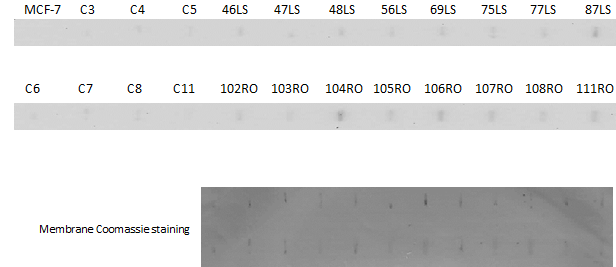 MCF-7 C3 C4 C5 46LS 47LS 48LS 56LS 69LS 75LS 77LS 87LS
C6 C7 C8 C11 102RO 103RO 104RO 105RO 106RO 107RO 108RO 111RO
Membrane Coomassie staining